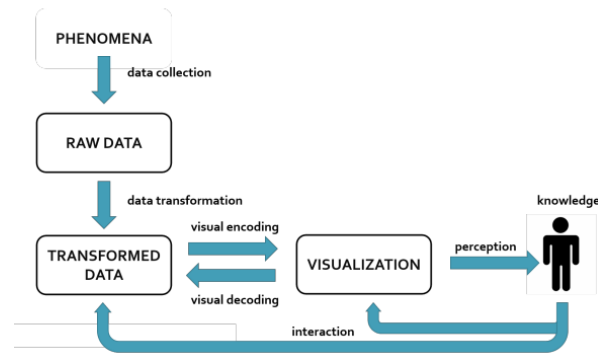 PHENOMENA
data collection
RAW DATA
data transformation
knowledge
visual encoding
TRANSFORMED
DATA
VISUALIZATION
perception
visual decoding
interaction